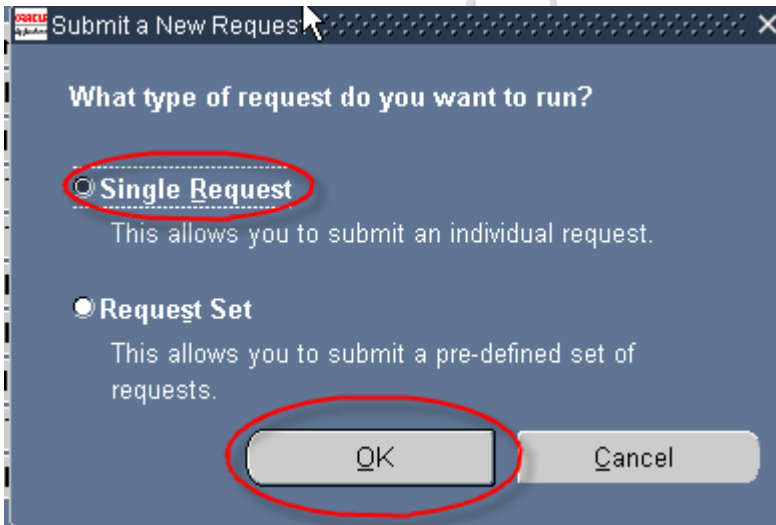 ORACLE
Submit a New Request
What type of request do you want to run?
Single Request
This allows you to submit an individual request.
Request Set
This allows you to submit a pre-defined set of
requests.
OK
Cancel